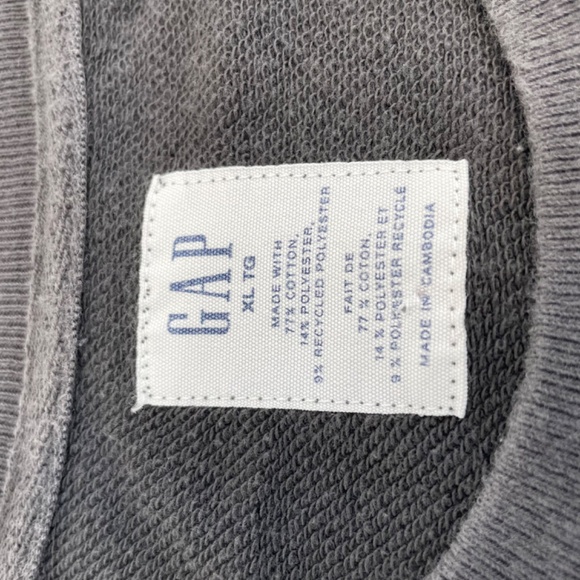 GAP
XL TG
MADE WITH
77% COTTON,
14% POLYESTER,
9% RECYCLED POLYESTER
FAIT DE
77 % COTON,
14 % POLYESTER ET
9 % POLYESTER RECYCLÉ
MADE IN CAMBODIA